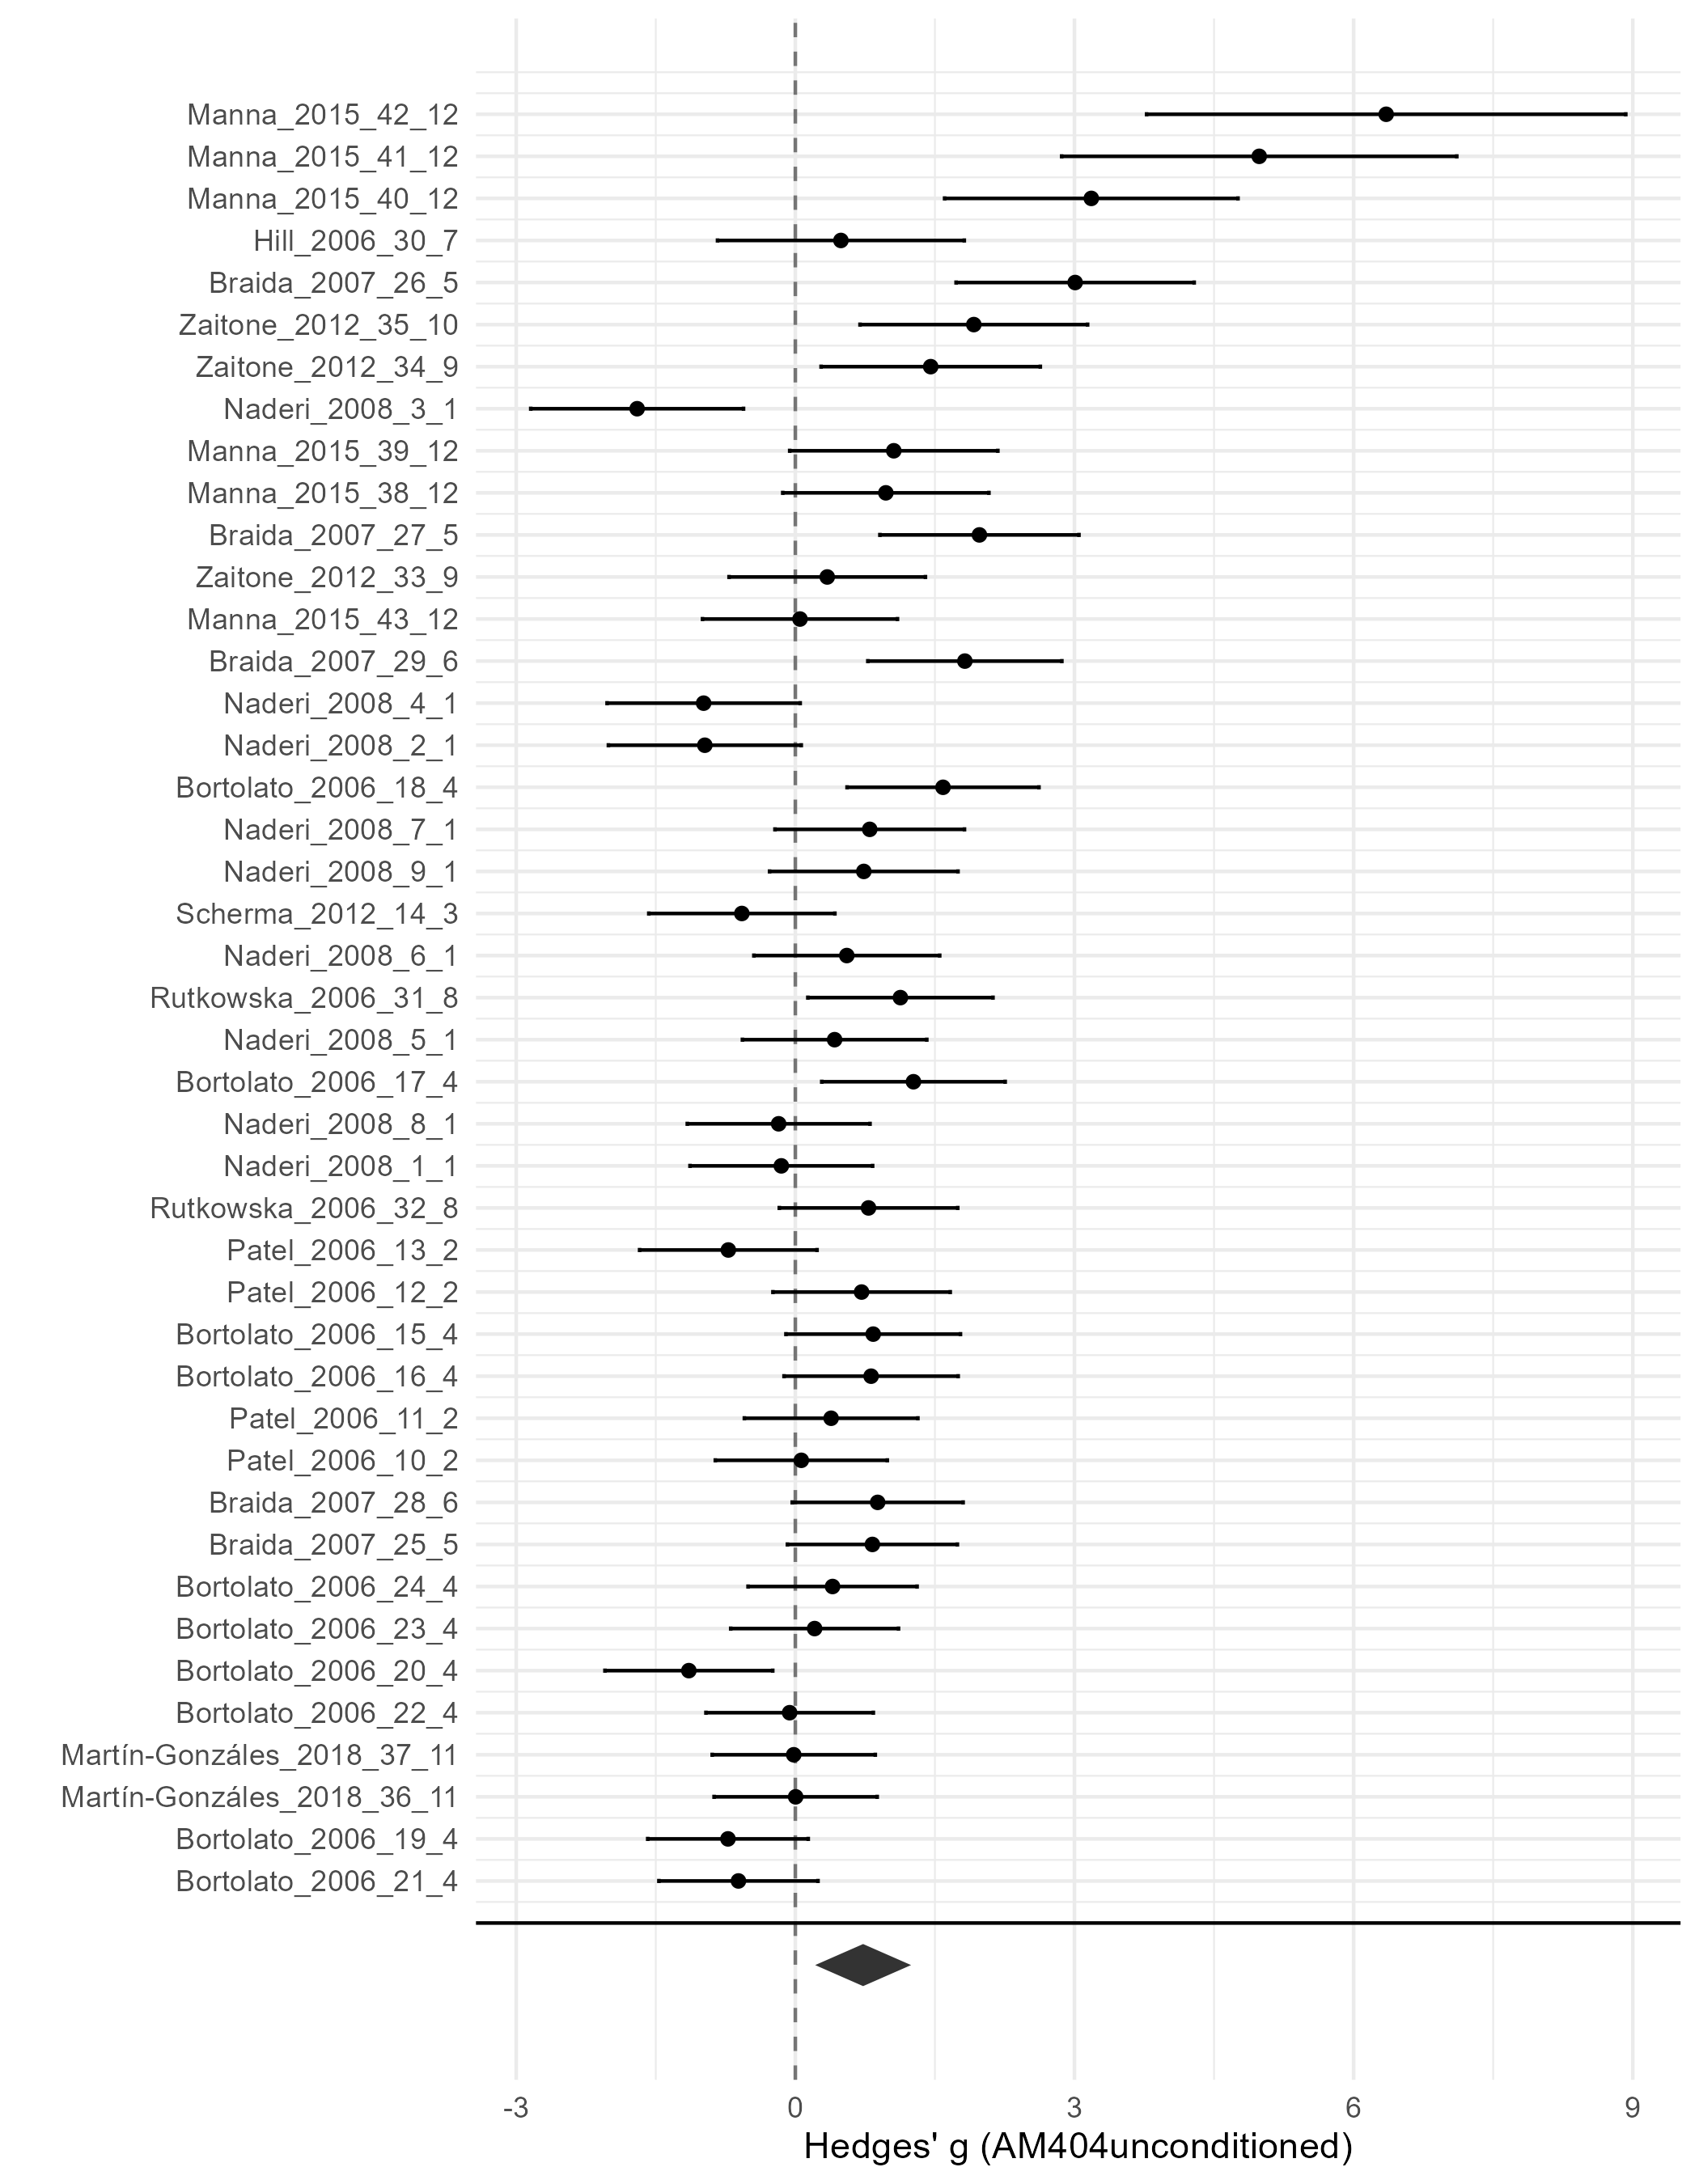 Manna_2015_42_12
Manna_2015_41_12
Manna_2015_40_12
Hill_2006_30_7
Braida_2007_26_5
Zaitone_2012_35_10
Zaitone_2012_34_9
Naderi_2008_3_1
Manna_2015_39_12
Manna_2015_38_12
Braida_2007_27_5
Zaitone_2012_33_9
Manna_2015_43_12
Braida_2007_29_6
Naderi_2008_4_1
Naderi_2008_2_1
Bortolato_2006_18_4
Naderi_2008_7_1
Naderi_2008_9_1
Scherma_2012_14_3
Naderi_2008_6_1
Rutkowska_2006_31_8
Naderi_2008_5_1
Bortolato_2006_17_4
Naderi_2008_8_1
Naderi_2008_1_1
Rutkowska_2006_32_8
Patel_2006_13_2
Patel_2006_12_2
Bortolato_2006_15_4
Bortolato_2006_16_4
Patel_2006_11_2
Patel_2006_10_2
Braida_2007_28_6
Braida_2007_25_5
Bortolato_2006_24_4
Bortolato_2006_23_4
Bortolato_2006_20_4
Bortolato_2006_22_4
Martín-Gonzáles_2018_37_11
Martín-Gonzáles_2018_36_11
Bortolato_2006_19_4
Bortolato_2006_21_4
-3 0 3 6 9
Hedges' g (AM404unconditioned)